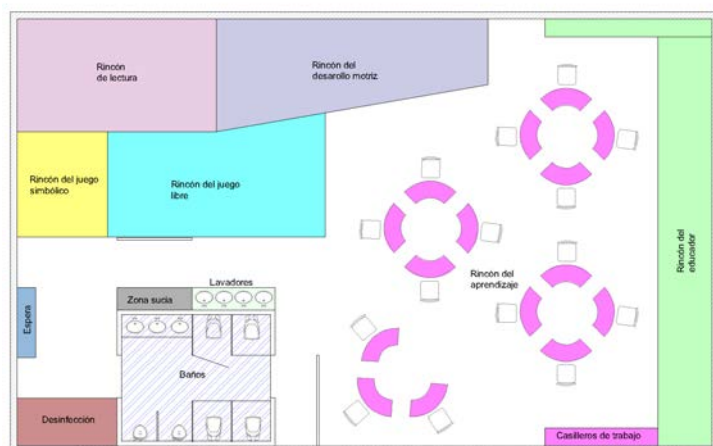 Rincón
de lectura
Rincón del
desarollo motriz
Rincón del juego
simbólico
Rincón del juego
libre
Rincón del
educador
Rincón del
aprendizaje
Lavadores
Zona sucia
Espera
Baños
Desinfección
Casilleros de trabajo